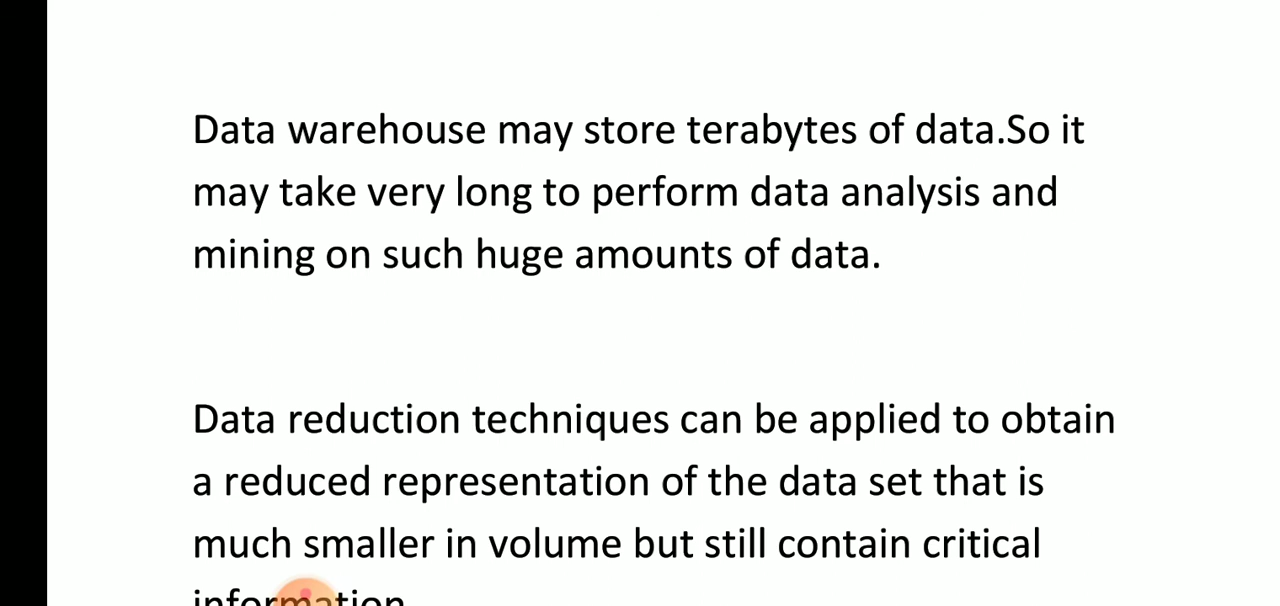 Data warehouse may store terabytes of data.So it
may take very long to perform data analysis and
mining on such huge amounts of data.
Data reduction techniques can be applied to obtain
a reduced representation of the data set that is
much smaller in volume but still contain critical
information